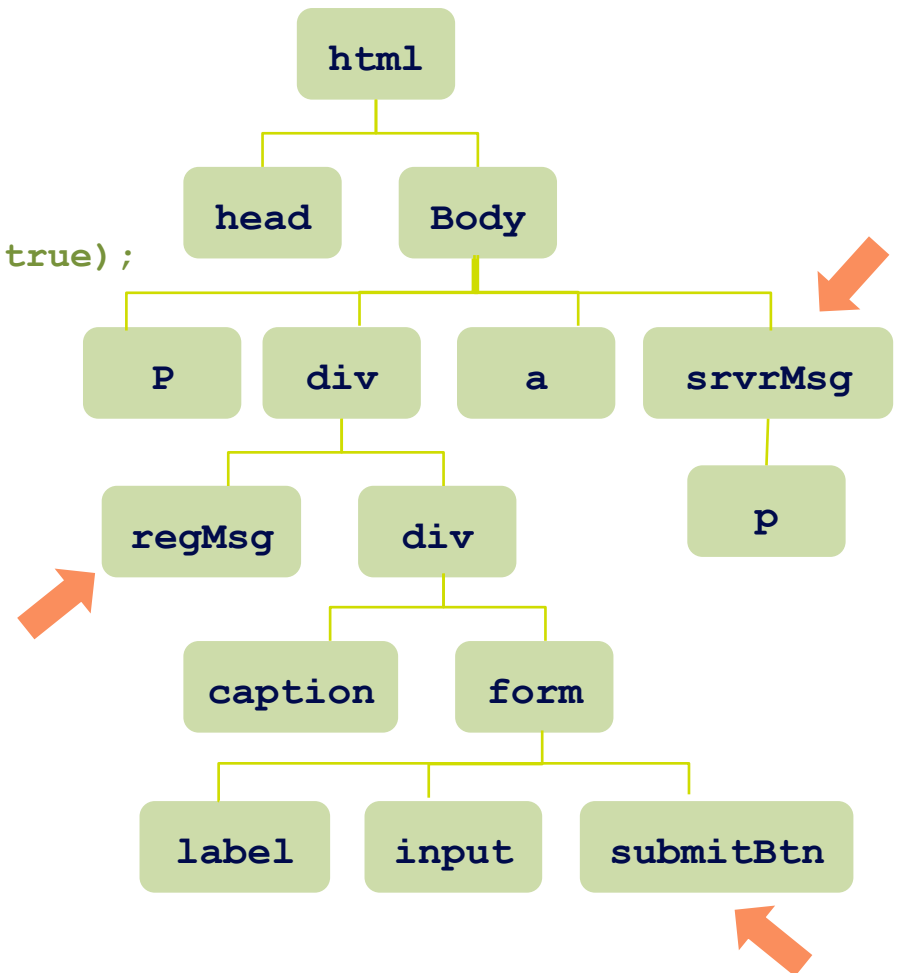 html
head Body
true);
P div a srvrMsg
regMsg div p
caption form
label input submitBtn